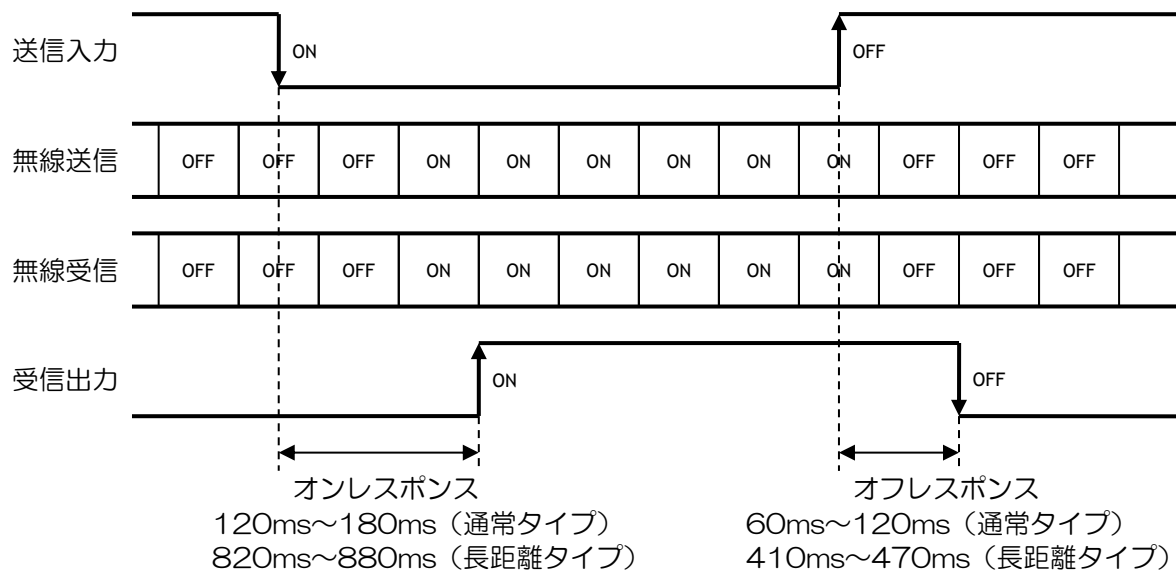 送信入力
ON
OFF
無線送信 OFF OFF OFF ON ON ON ON ON ON OFF OFF OFF
無線受信 OFF OFF OFF ON ON ON ON ON ON OFF OFF OFF
受信出力
ON
OFF
オンレスポンス
120ms～180ms（通常タイプ）
820ms～880ms（長距離タイプ）
オフレスポンス
60ms～120ms（通常タイプ）
410ms～470ms（長距離タイプ）